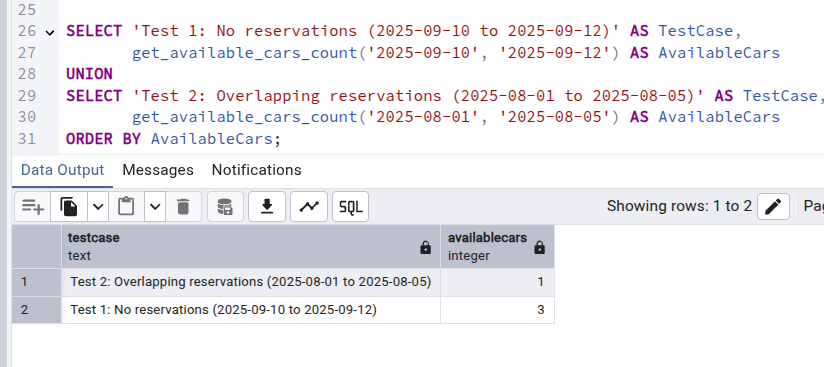 25
26 SELECT 'Test 1: No reservations (2025-09-10 to 2025-09-12)' AS TestCase,
27 get_available_cars_count('2025-09-10', '2025-09-12') AS AvailableCars
28 UNION
29 SELECT 'Test 2: Overlapping reservations (2025-08-01 to 2025-08-05)' AS TestCase,
30 get_available_cars_count('2025-08-01', '2025-08-05') AS AvailableCars
31 ORDER BY AvailableCars;
Data Output Messages Notifications
SQL Showing rows: 1 to 2 Pag
testcase availablecars
text integer
1 Test 2: Overlapping reservations (2025-08-01 to 2025-08-05) 1
2 Test 1: No reservations (2025-09-10 to 2025-09-12) 3